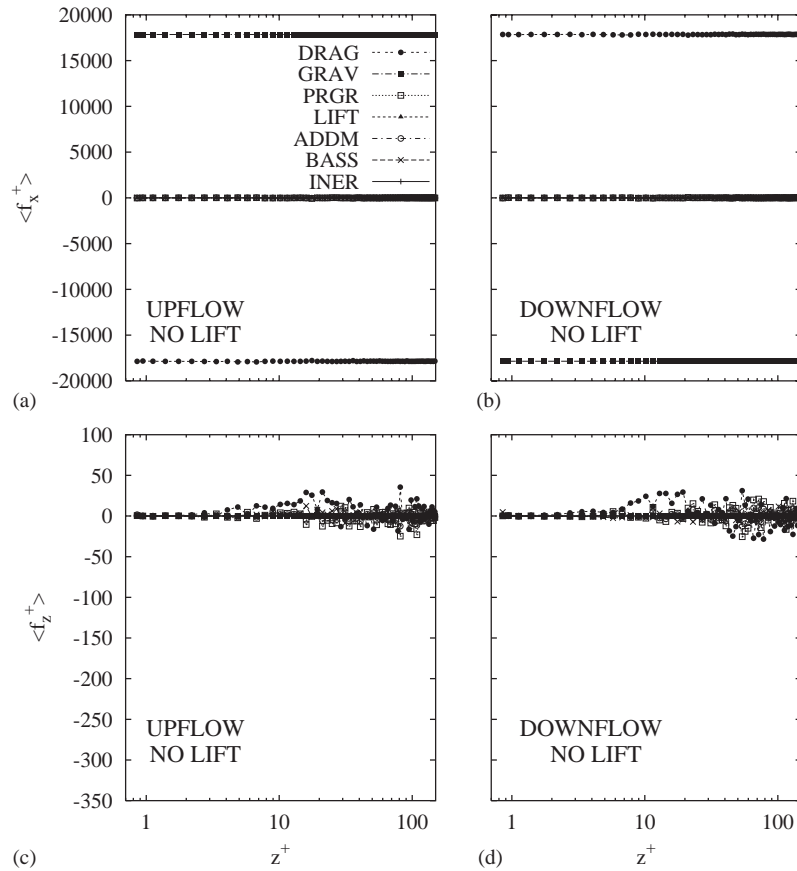 20000
15000
10000
5000
0
-5000
-10000
-15000
-20000
<f_x^+>
DRAG
GRAV
PRGR
LIFT
ADDM
BASS
INER
UPFLOW
NO LIFT
DOWNFLOW
NO LIFT
(a)
(b)
100
50
0
-50
-100
-150
-200
-250
-300
-350
<f_z^+>
UPFLOW
NO LIFT
DOWNFLOW
NO LIFT
1 10 100
1 10 100
(c)
z^+
(d)
z^+